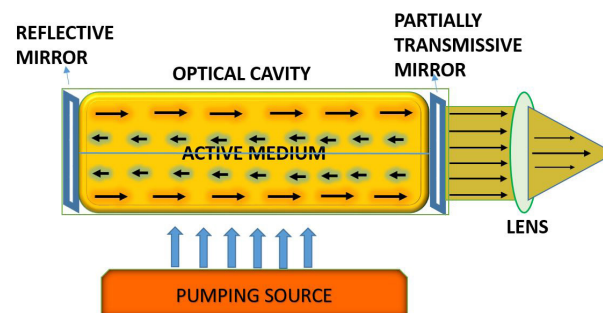 REFLECTIVE
MIRROR
OPTICAL CAVITY
PARTIALLY
TRANSMISSIVE
MIRROR
ACTIVE MEDIUM
LENS
PUMPING SOURCE